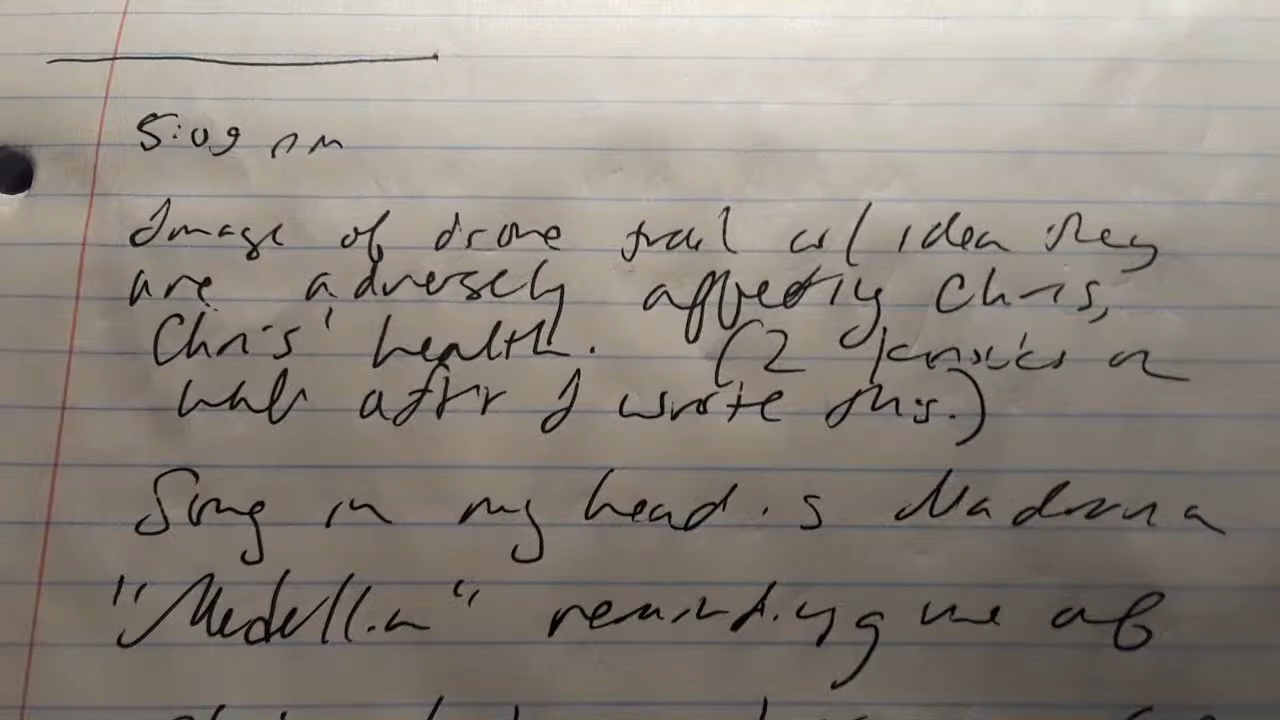 5:09 pm
Image of drone trail w/ idea they
are adversely affecting Chris,
Chris' health. (2 knocks on
wall after I wrote this.)
Song in my head is Madonna
"Medellin" reminding me of